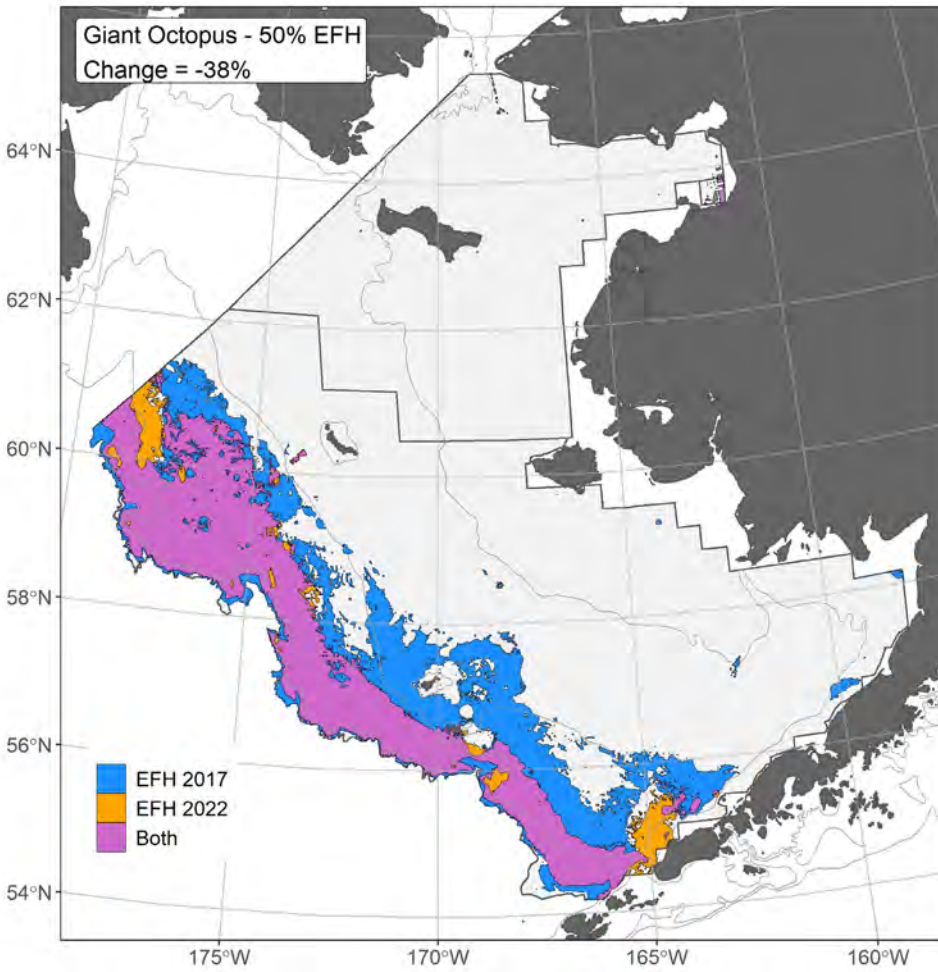 Giant Octopus - 50% EFH
Change = -38%
64°N
62°N
60°N
58°N
56°N
54°N
EFH 2017
EFH 2022
Both
175°W
170°W
165°W
160°W